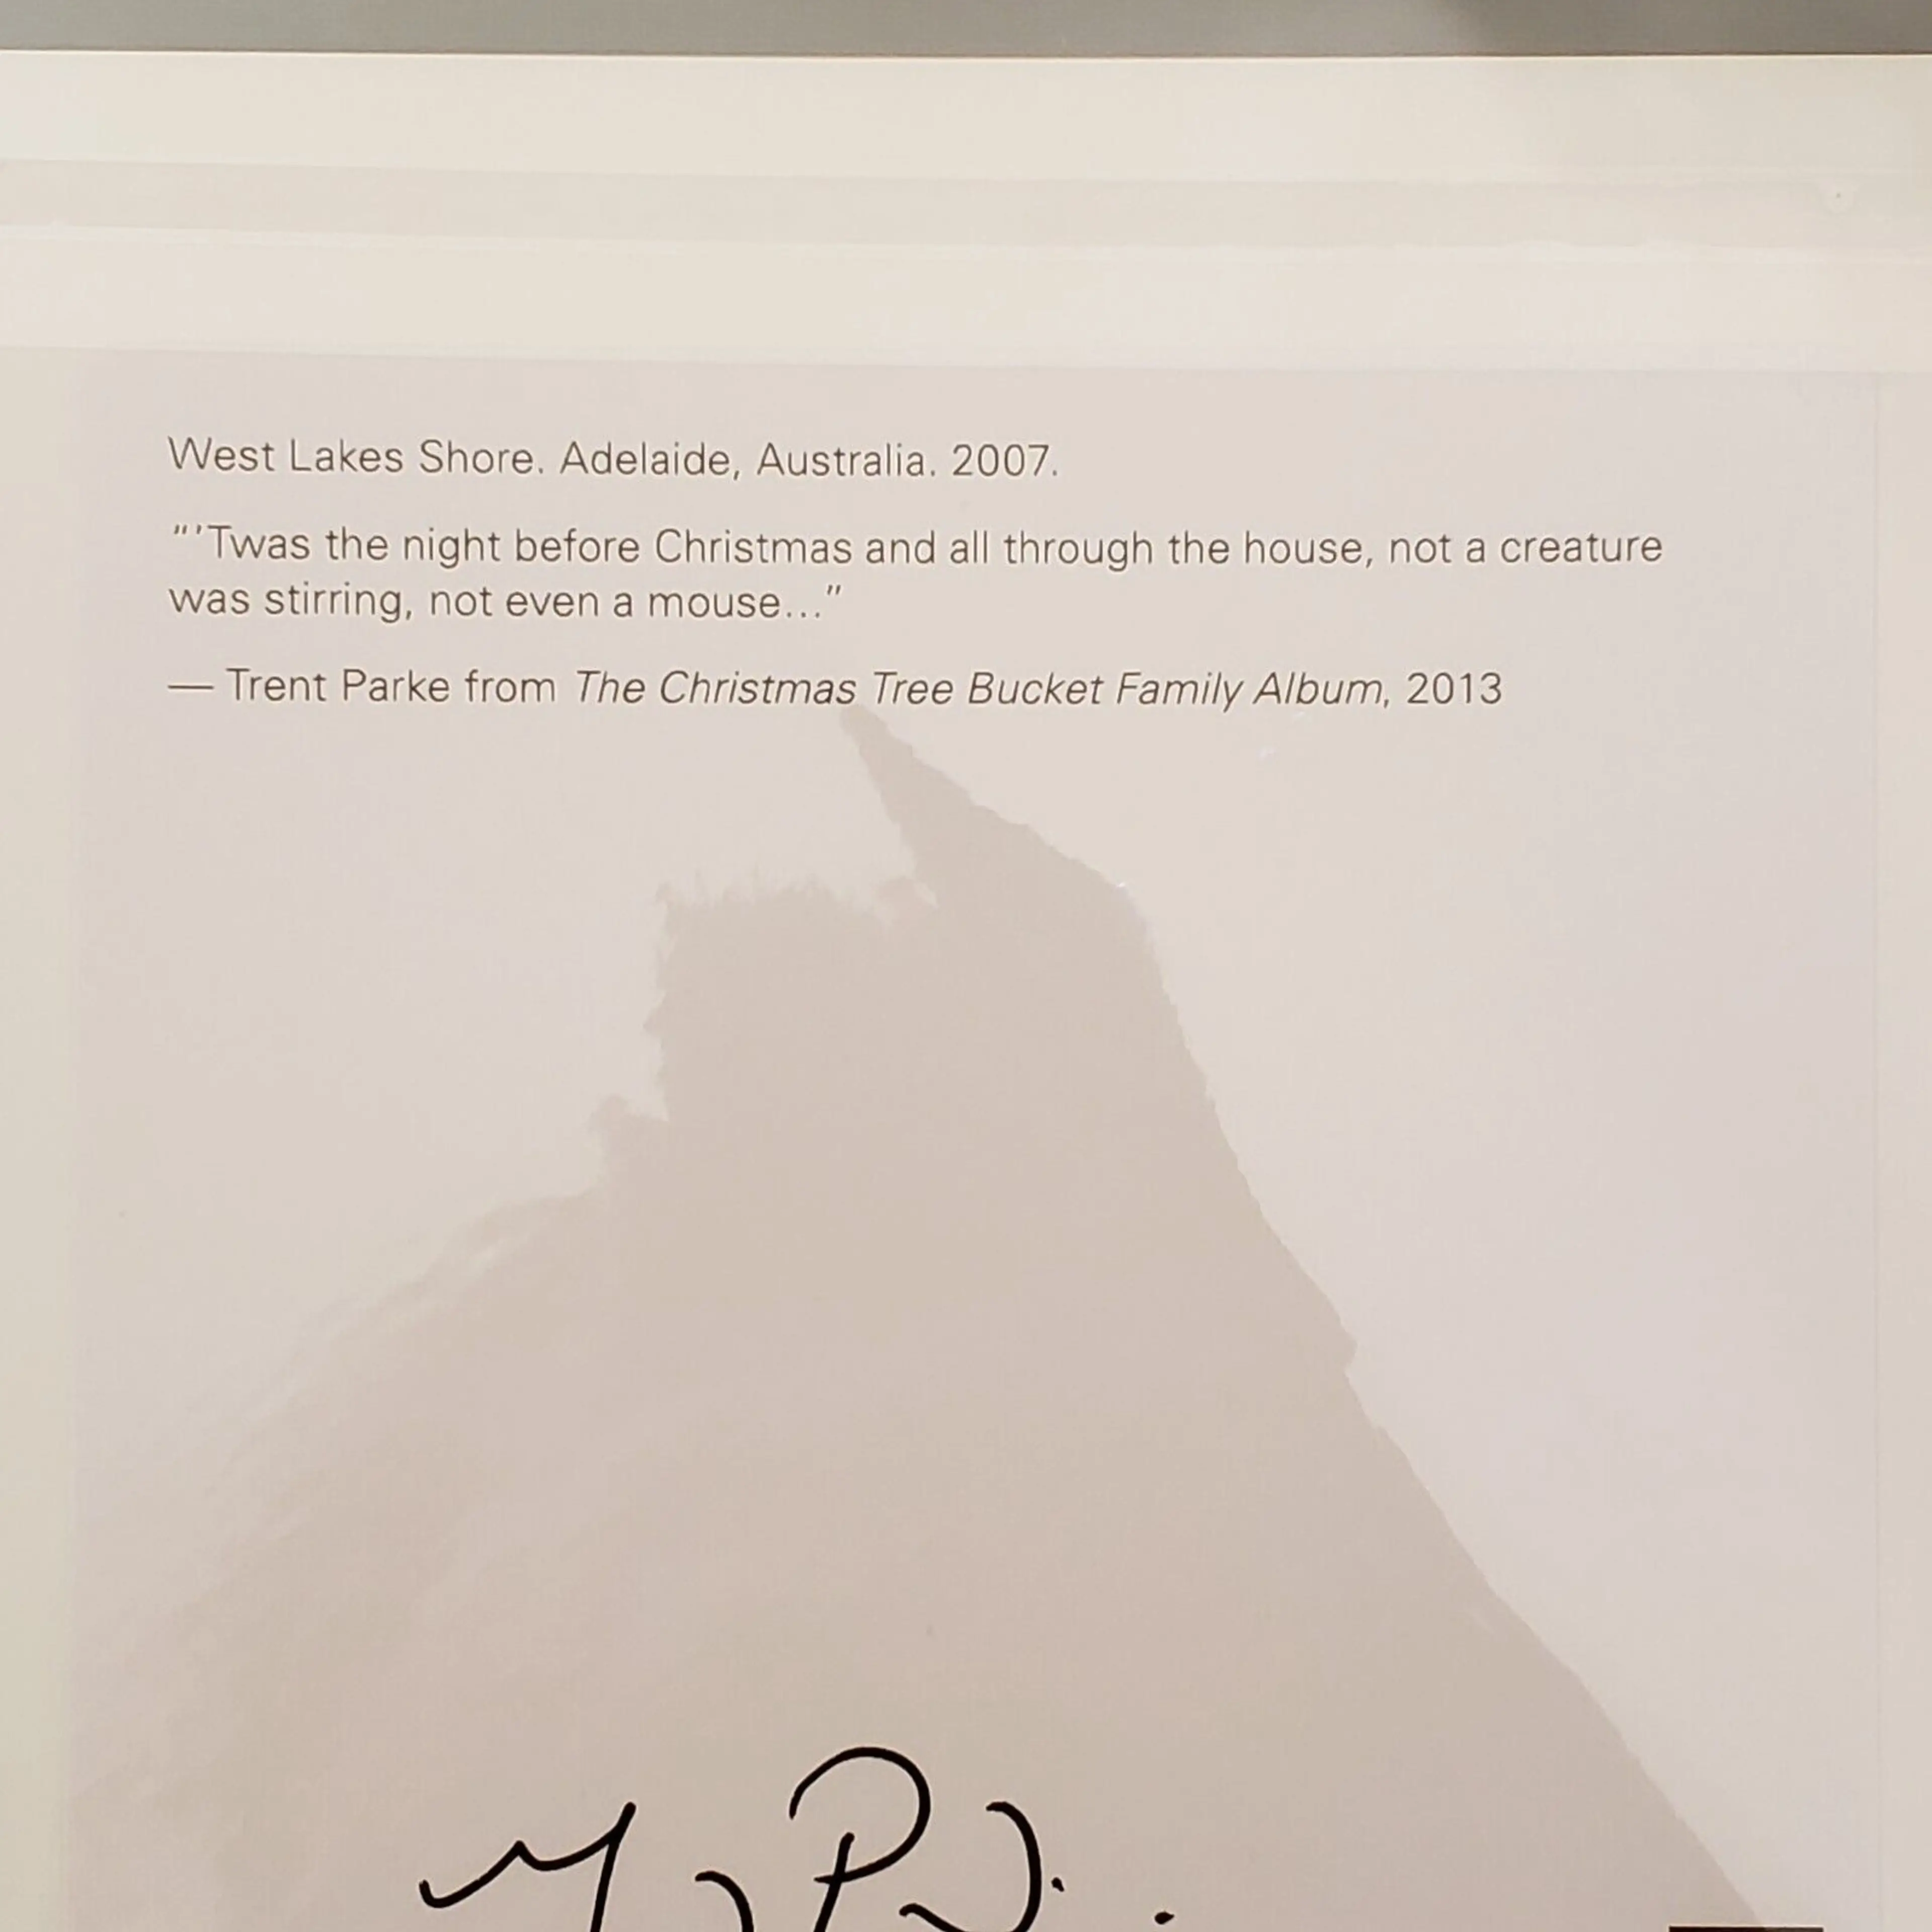 West Lakes Shore. Adelaide, Australia. 2007.
"'Twas the night before Christmas and all through the house, not a creature
was stirring, not even a mouse..."
— Trent Parke from The Christmas Tree Bucket Family Album, 2013